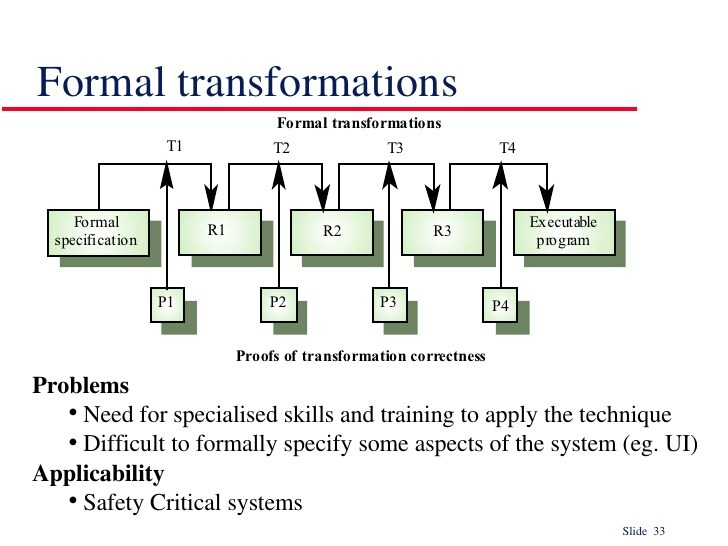 Formal transformations
Formal transformations
T1 T2 T3 T4
Formal
specification
R1
R2
R3
Executable
program
P1 P2 P3 P4
Proofs of transformation correctness
Problems
• Need for specialised skills and training to apply the technique
• Difficult to formally specify some aspects of the system (eg. UI)
Applicability
• Safety Critical systems
Slide 33